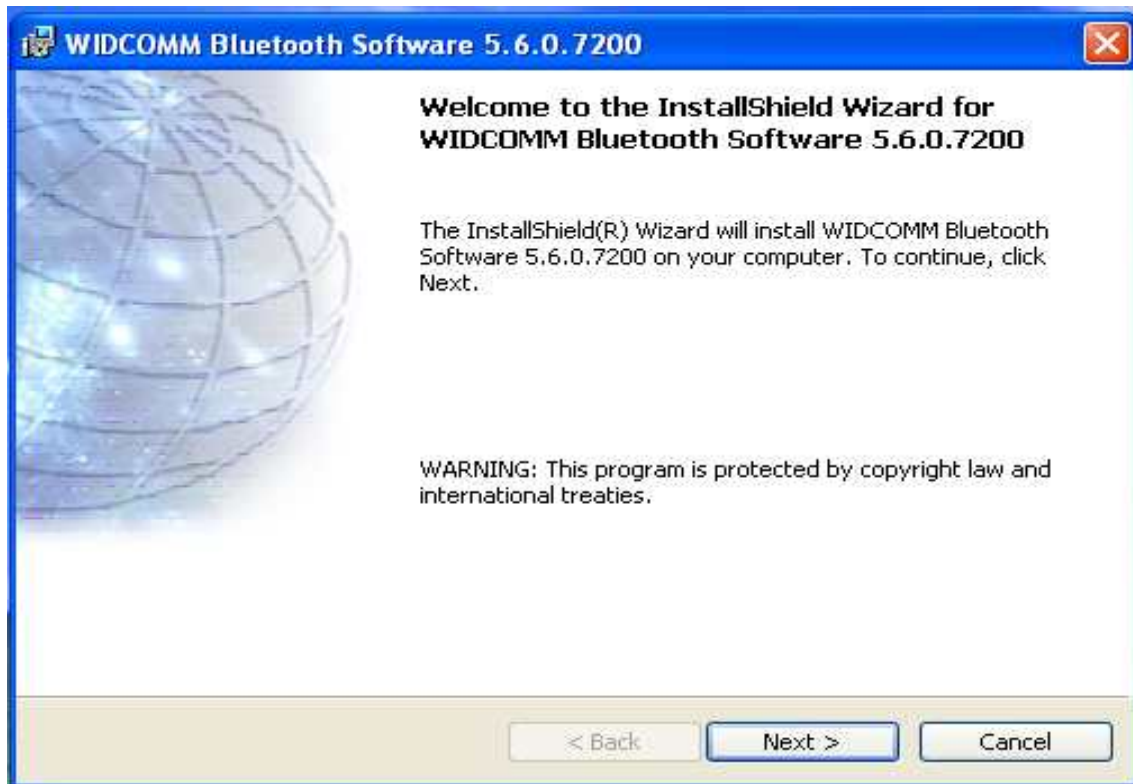 WIDCOMM Bluetooth Software 5.6.0.7200
Welcome to the InstallShield Wizard for
WIDCOMM Bluetooth Software 5.6.0.7200
The InstallShield(R) Wizard will install WIDCOMM Bluetooth
Software 5.6.0.7200 on your computer. To continue, click
Next.
WARNING: This program is protected by copyright law and
international treaties.
< Back
Next >
Cancel